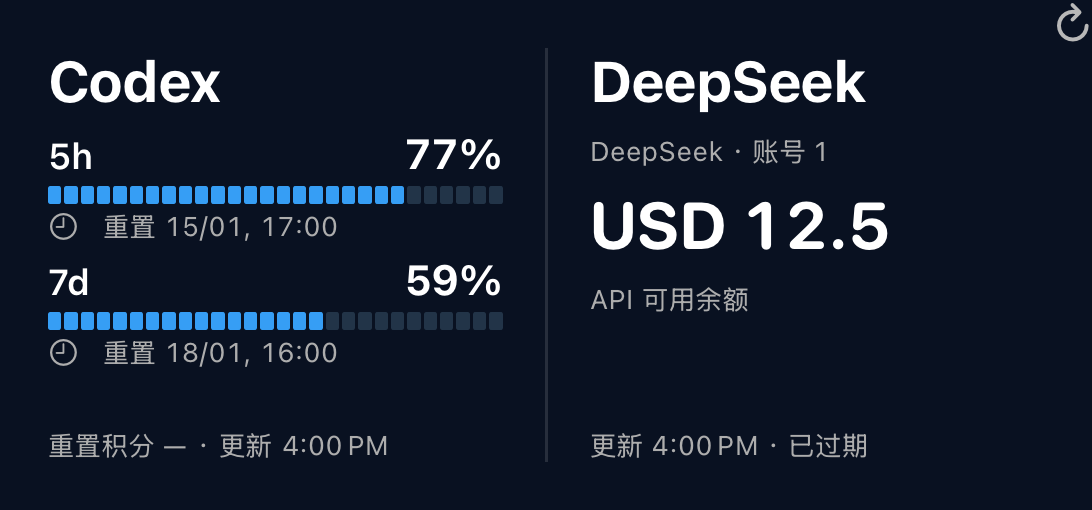 Codex
5h 77%
重置 15/01, 17:00
7d 59%
重置 18/01, 16:00
重置积分 — · 更新 4:00 PM
DeepSeek
DeepSeek · 账号 1
USD 12.5
API 可用余额
更新 4:00 PM · 已过期